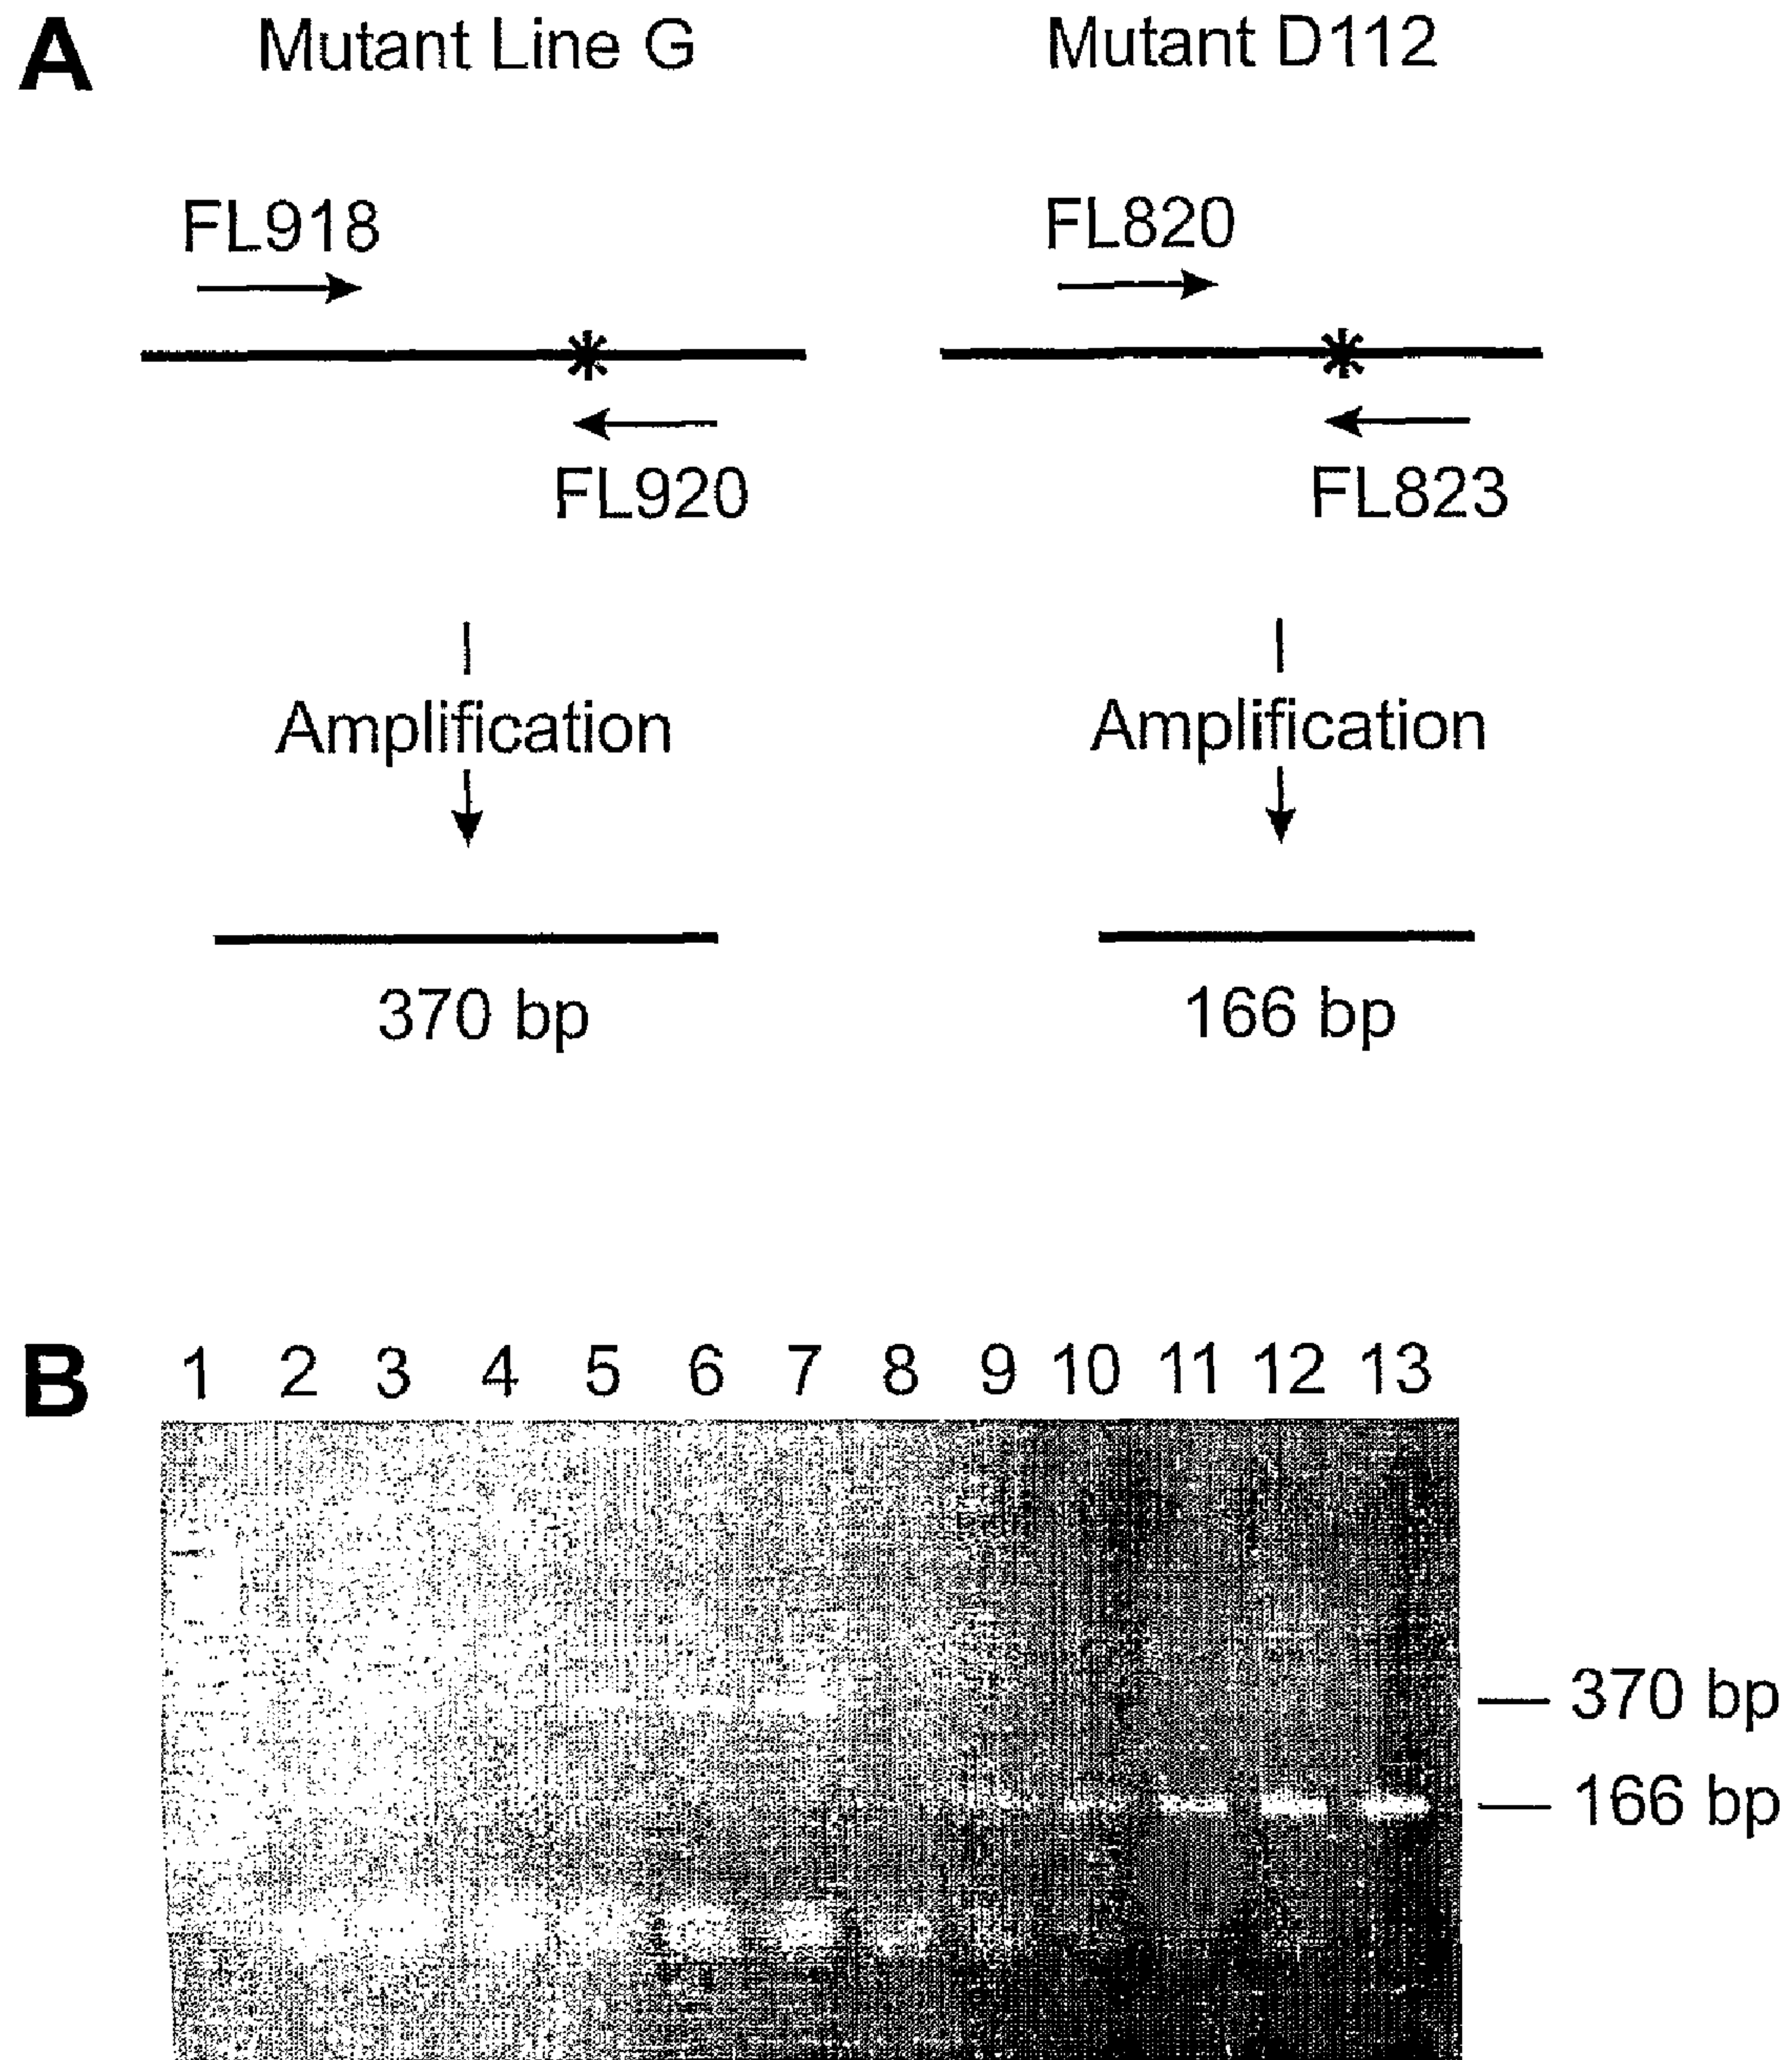 A
Mutant Line G
Mutant D112
FL918
FL820
FL920
FL823
Amplification
Amplification
370 bp
166 bp
B
1 2 3 4 5 6 7 8 9 10 11 12 13
370 bp
166 bp